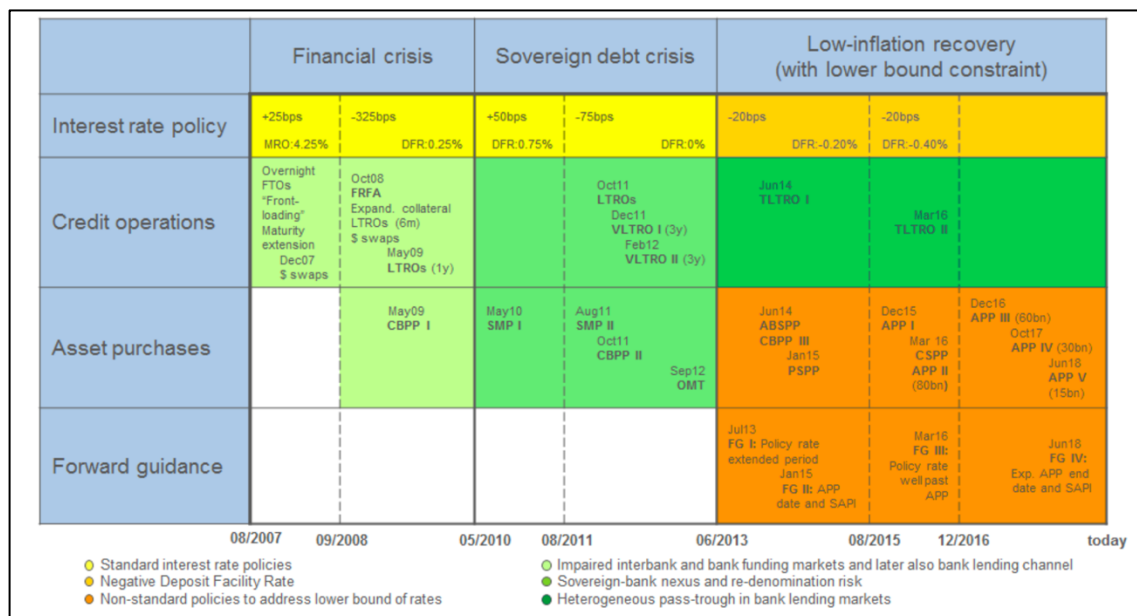 Financial crisis
Sovereign debt crisis
Low-inflation recovery
(with lower bound constraint)
Interest rate policy
+25bps
MRO:4.25%
-325bps
DFR:0.25%
+50bps
DFR:0.75%
-75bps
DFR:0%
-20bps
DFR:-0.20%
-20bps
DFR:-0.40%
Credit operations
Overnight
FTOs
“Front-
loading”
Maturity
extension
Dec07
$ swaps
Oct08
FRFA
Expand. collateral
LTROs (6m)
$ swaps
May09
LTROs (1y)
Oct11
LTROs
Dec11
VLTRO I (3y)
Feb12
VLTRO II (3y)
Jun14
TLTRO I
Mar16
TLTRO II
Asset purchases
May09
CBPP I
May10
SMP I
Aug11
SMP II
Oct11
CBPP II
Sep12
OMT
Jun14
ABSPP
CBPP III
Jan15
PSPP
Dec15
APP I
Mar 16
CSPP
APP II
(80bn)
Dec16
APP III (60bn)
Oct17
APP IV (30bn)
Jun18
APP V
(15bn)
Forward guidance
Jul13
FG I: Policy rate
extended period
Jan15
FG II: APP
date and SAPI
Mar16
FG III:
Policy rate
well past
APP
Jun18
FG IV:
Exp. APP end
date and SAPI
08/2007
09/2008
05/2010
08/2011
06/2013
08/2015
12/2016
today
Standard interest rate policies
Negative Deposit Facility Rate
Non-standard policies to address lower bound of rates
Impaired interbank and bank funding markets and later also bank lending channel
Sovereign-bank nexus and re-denomination risk
Heterogeneous pass-trough in bank lending markets